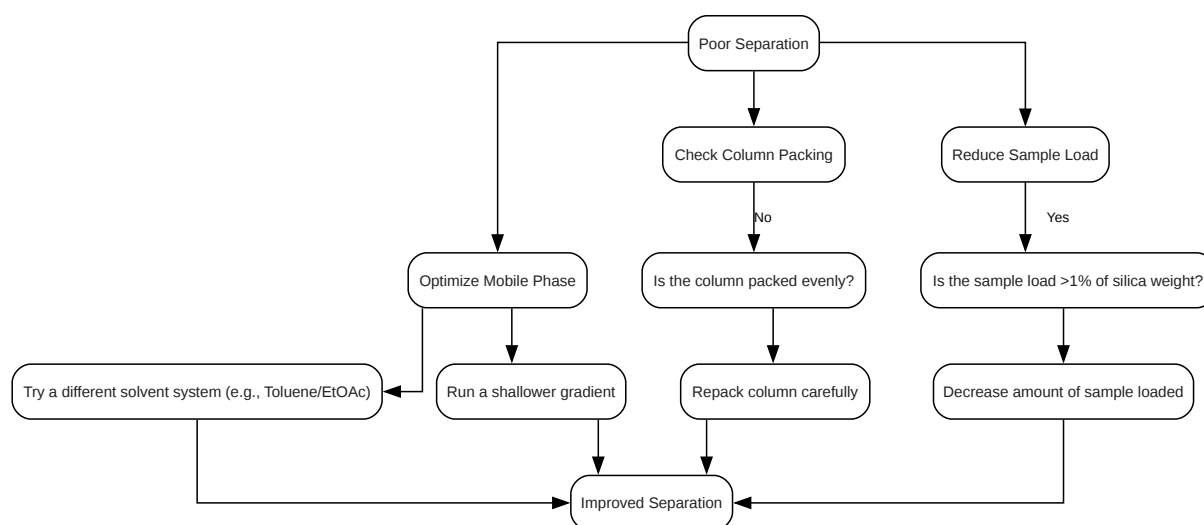 Poor Separation
Check Column Packing
Reduce Sample Load
No
Yes
Optimize Mobile Phase
Is the column packed evenly?
Is the sample load >1% of silica weight?
Try a different solvent system (e.g., Toluene/EtOAc)
Run a shallower gradient
Repack column carefully
Decrease amount of sample loaded
Improved Separation